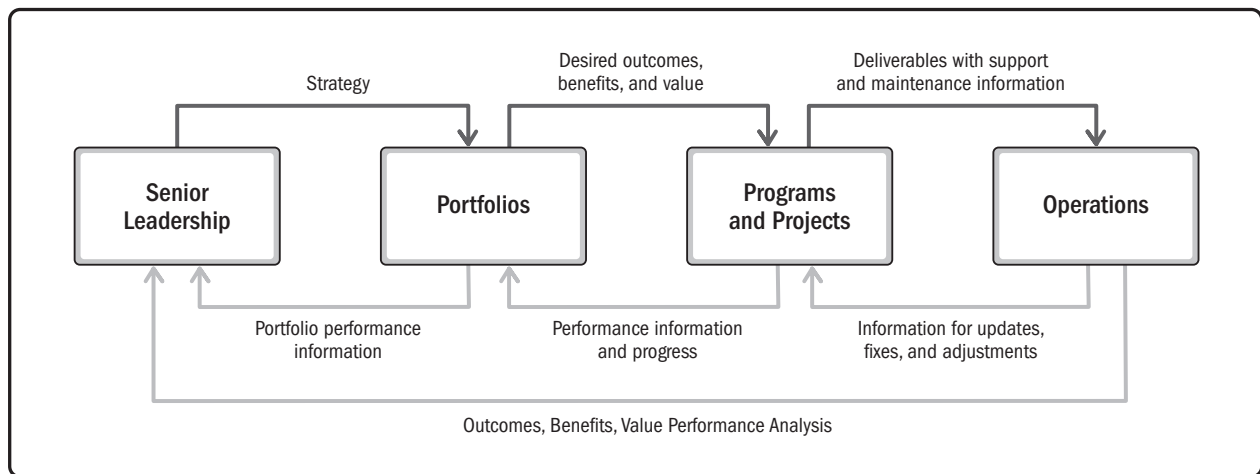 Strategy
Desired outcomes,
benefits, and value
Deliverables with support
and maintenance information
Senior
Leadership
Portfolios
Programs
and Projects
Operations
Portfolio performance
information
Performance information
and progress
Information for updates,
fixes, and adjustments
Outcomes, Benefits, Value Performance Analysis